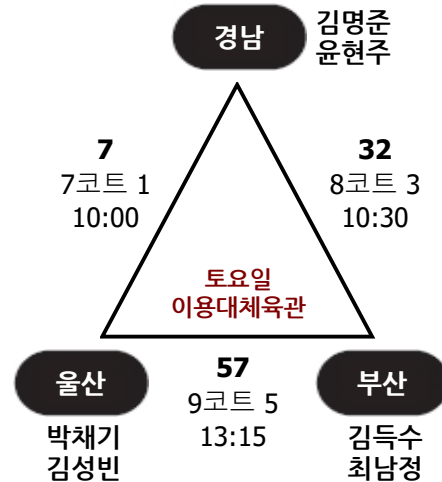 경남
김명준
윤현주
7
7코트 1
10:00
32
8코트 3
10:30
토요일
이용대체육관
57
9코트 5
13:15
울산
박채기
김성빈
부산
김득수
최남정